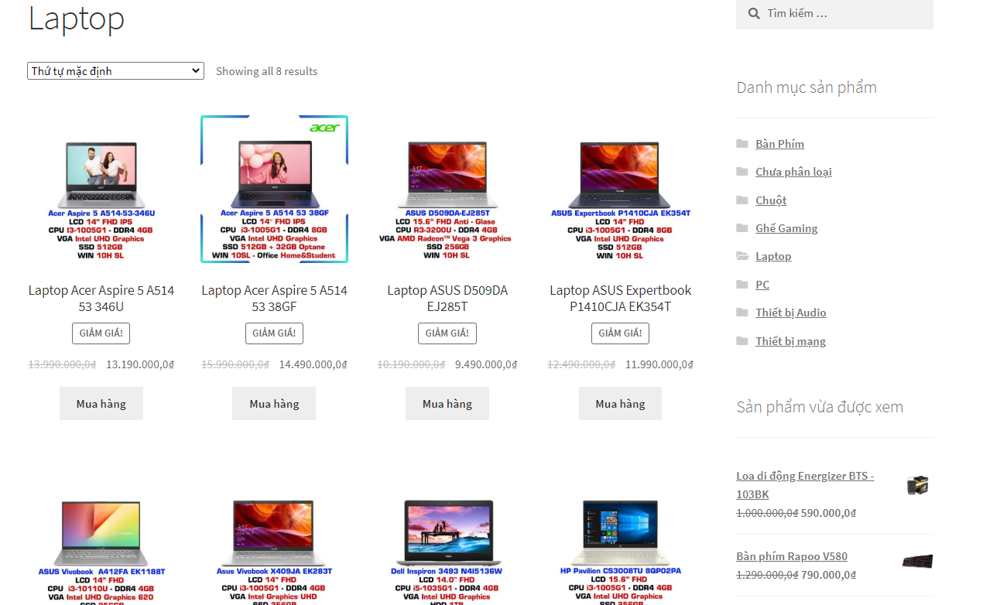 Laptop
Thứ tự mặc định
Showing all 8 results
acer
Acer Aspire 5 A514-53-346U
LCD 14" FHD IPS
CPU i3-1005G1 - DDR4 4GB
VGA Intel UHD Graphics
SSD 512GB
WIN 10H SL
Acer Aspire 5 A514 53 38GF
LCD 14" FHD IPS
CPU i3-1005G1 - DDR4 8GB
VGA Intel UHD Graphics
SSD 512GB + 32GB Optane
WIN 10SL - Office Home&Student
ASUS D509DA-EJ285T
LCD 15.6" FHD Anti - Glase
CPU R3-3200U - DDR4 4GB
VGA AMD Radeon™ Vega 3 Graphics
SSD 256GB
WIN 10H SL
ASUS Expertbook P1410CJA EK354T
LCD 14" FHD
CPU i3-1005G1 - DDR4 8GB
VGA Intel UHD Graphics
SSD 512GB
WIN 10H SL
Laptop Acer Aspire 5 A514
53 346U
GIẢM GIÁ!
13.990.000,0₫ 13.190.000,0₫
Mua hàng
Laptop Acer Aspire 5 A514
53 38GF
GIẢM GIÁ!
15.990.000,0₫ 14.490.000,0₫
Mua hàng
Laptop ASUS D509DA
EJ285T
GIẢM GIÁ!
10.190.000,0₫ 9.490.000,0₫
Mua hàng
Laptop ASUS Expertbook
P1410CJA EK354T
GIẢM GIÁ!
12.490.000,0₫ 11.990.000,0₫
Mua hàng
ASUS Vivobook A412FA EK1188T
LCD 14" FHD
CPU i3-10110U - DDR4 4GB
VGA Intel UHD Graphics 620
SSD 256GB
Asus Vivobook X409JA EK283T
LCD 14" FHD
CPU i3-1005G1 - DDR4 4GB
VGA Intel Graphics UHD
SSD 256GB
Dell Inspiron 3493 N4I5136W
LCD 14.0" FHD
CPU i5-1035G1 - DDR4 4GB
VGA Intel UHD Graphics
HDD 1TB
HP Pavilion CS3008TU 8QP02PA
LCD 15.6" FHD
CPU i3-1005G1 - DDR4 4GB
VGA Intel UHD Graphics
SSD 256GB
Tìm kiếm …
Danh mục sản phẩm
Bàn Phím
Chưa phân loại
Chuột
Ghế Gaming
Laptop
PC
Thiết bị Audio
Thiết bị mạng
Sản phẩm vừa được xem
Loa di động Energizer BTS -
103BK
1.000.000,0₫ 590.000,0₫
Bàn phím Rapoo V580
1.290.000,0₫ 790.000,0₫